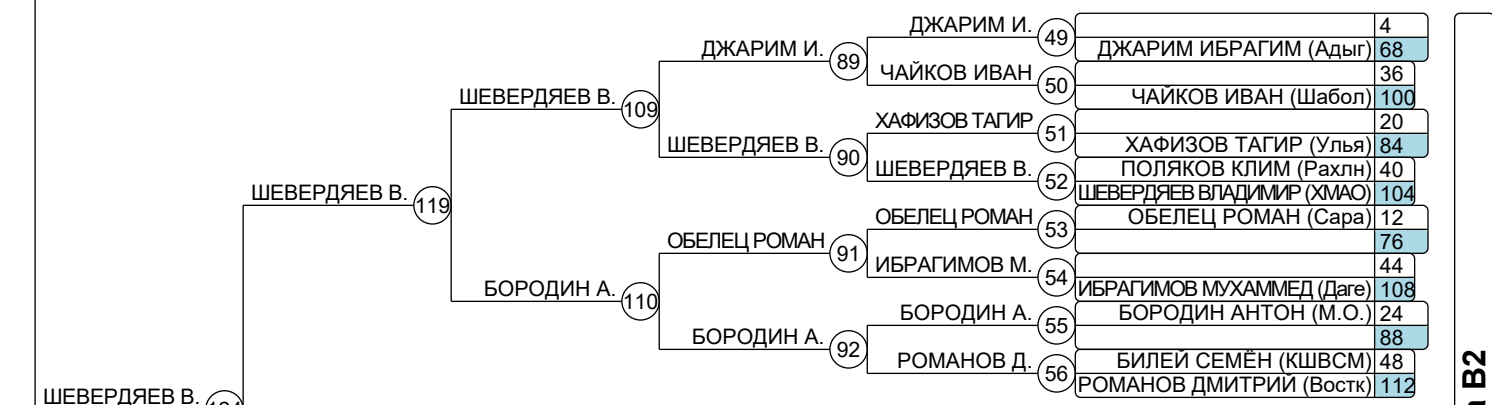 ДЖАРИМ И.
49
4
ДЖАРИМ ИБРАГИМ (Адыг) 68
ДЖАРИМ И.
89
ЧАЙКОВ ИВАН
50
36
ЧАЙКОВ ИВАН (Шабол) 100
ШЕВЕРДЯЕВ В.
109
ХАФИЗОВ ТАГИР
51
20
ХАФИЗОВ ТАГИР (Улья) 84
ШЕВЕРДЯЕВ В.
90
ШЕВЕРДЯЕВ В.
52
ПОЛЯКОВ КЛИМ (Рахлн) 40
ШЕВЕРДЯЕВ ВЛАДИМИР (ХМАО) 104
ШЕВЕРДЯЕВ В.
119
ОБЕЛЕЦ РОМАН
53
ОБЕЛЕЦ РОМАН (Сара) 12
76
ОБЕЛЕЦ РОМАН
91
ИБРАГИМОВ М.
54
44
ИБРАГИМОВ МУХАММЕД (Даге) 108
БОРОДИН А.
110
БОРОДИН А.
55
БОРОДИН АНТОН (М.О.) 24
88
БОРОДИН А.
92
РОМАНОВ Д.
56
БИЛЕЙ СЕМЁН (КШВСМ) 48
РОМАНОВ ДМИТРИЙ (Востк) 112
ШЕВЕРДЯЕВ В.
B2